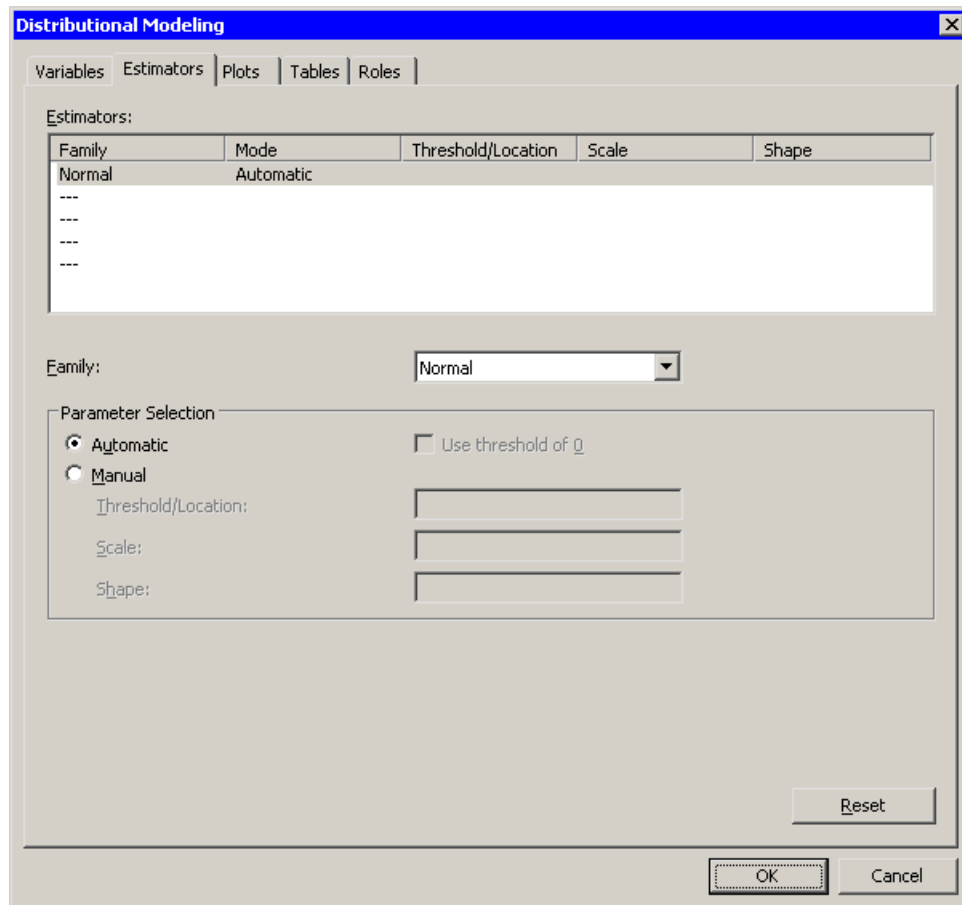 Distributional Modeling
Variables Estimators Plots Tables Roles
Estimators:
Family Mode Threshold/Location Scale Shape
Normal Automatic
---
---
---
---
Family: Normal
Parameter Selection
Automatic Use threshold of 0
Manual
Threshold/Location:
Scale:
Shape:
Reset
OK Cancel